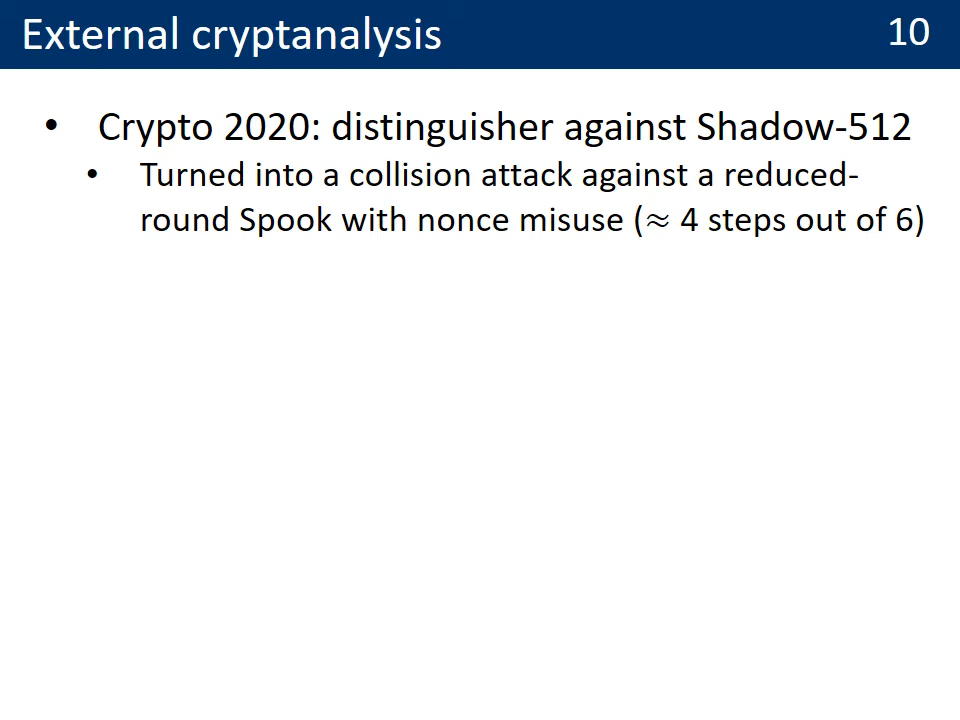 External cryptanalysis
10
• Crypto 2020: distinguisher against Shadow-512
• Turned into a collision attack against a reduced-
round Spook with nonce misuse (≈ 4 steps out of 6)